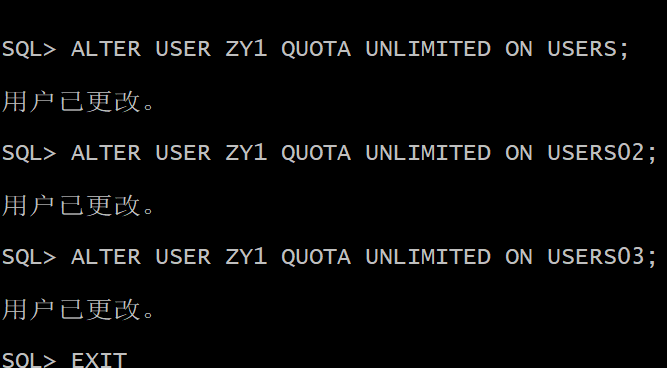 SQL> ALTER USER ZY1 QUOTA UNLIMITED ON USERS;
用户已更改。
SQL> ALTER USER ZY1 QUOTA UNLIMITED ON USERS02;
用户已更改。
SQL> ALTER USER ZY1 QUOTA UNLIMITED ON USERS03;
用户已更改。
SQL> EXIT